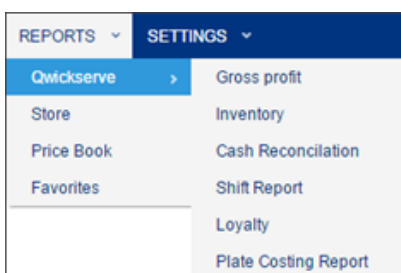 REPORTS SETTINGS
Qwickserve Gross profit
Store Inventory
Price Book Cash Reconcilation
Favorites Shift Report
Loyalty
Plate Costing Report